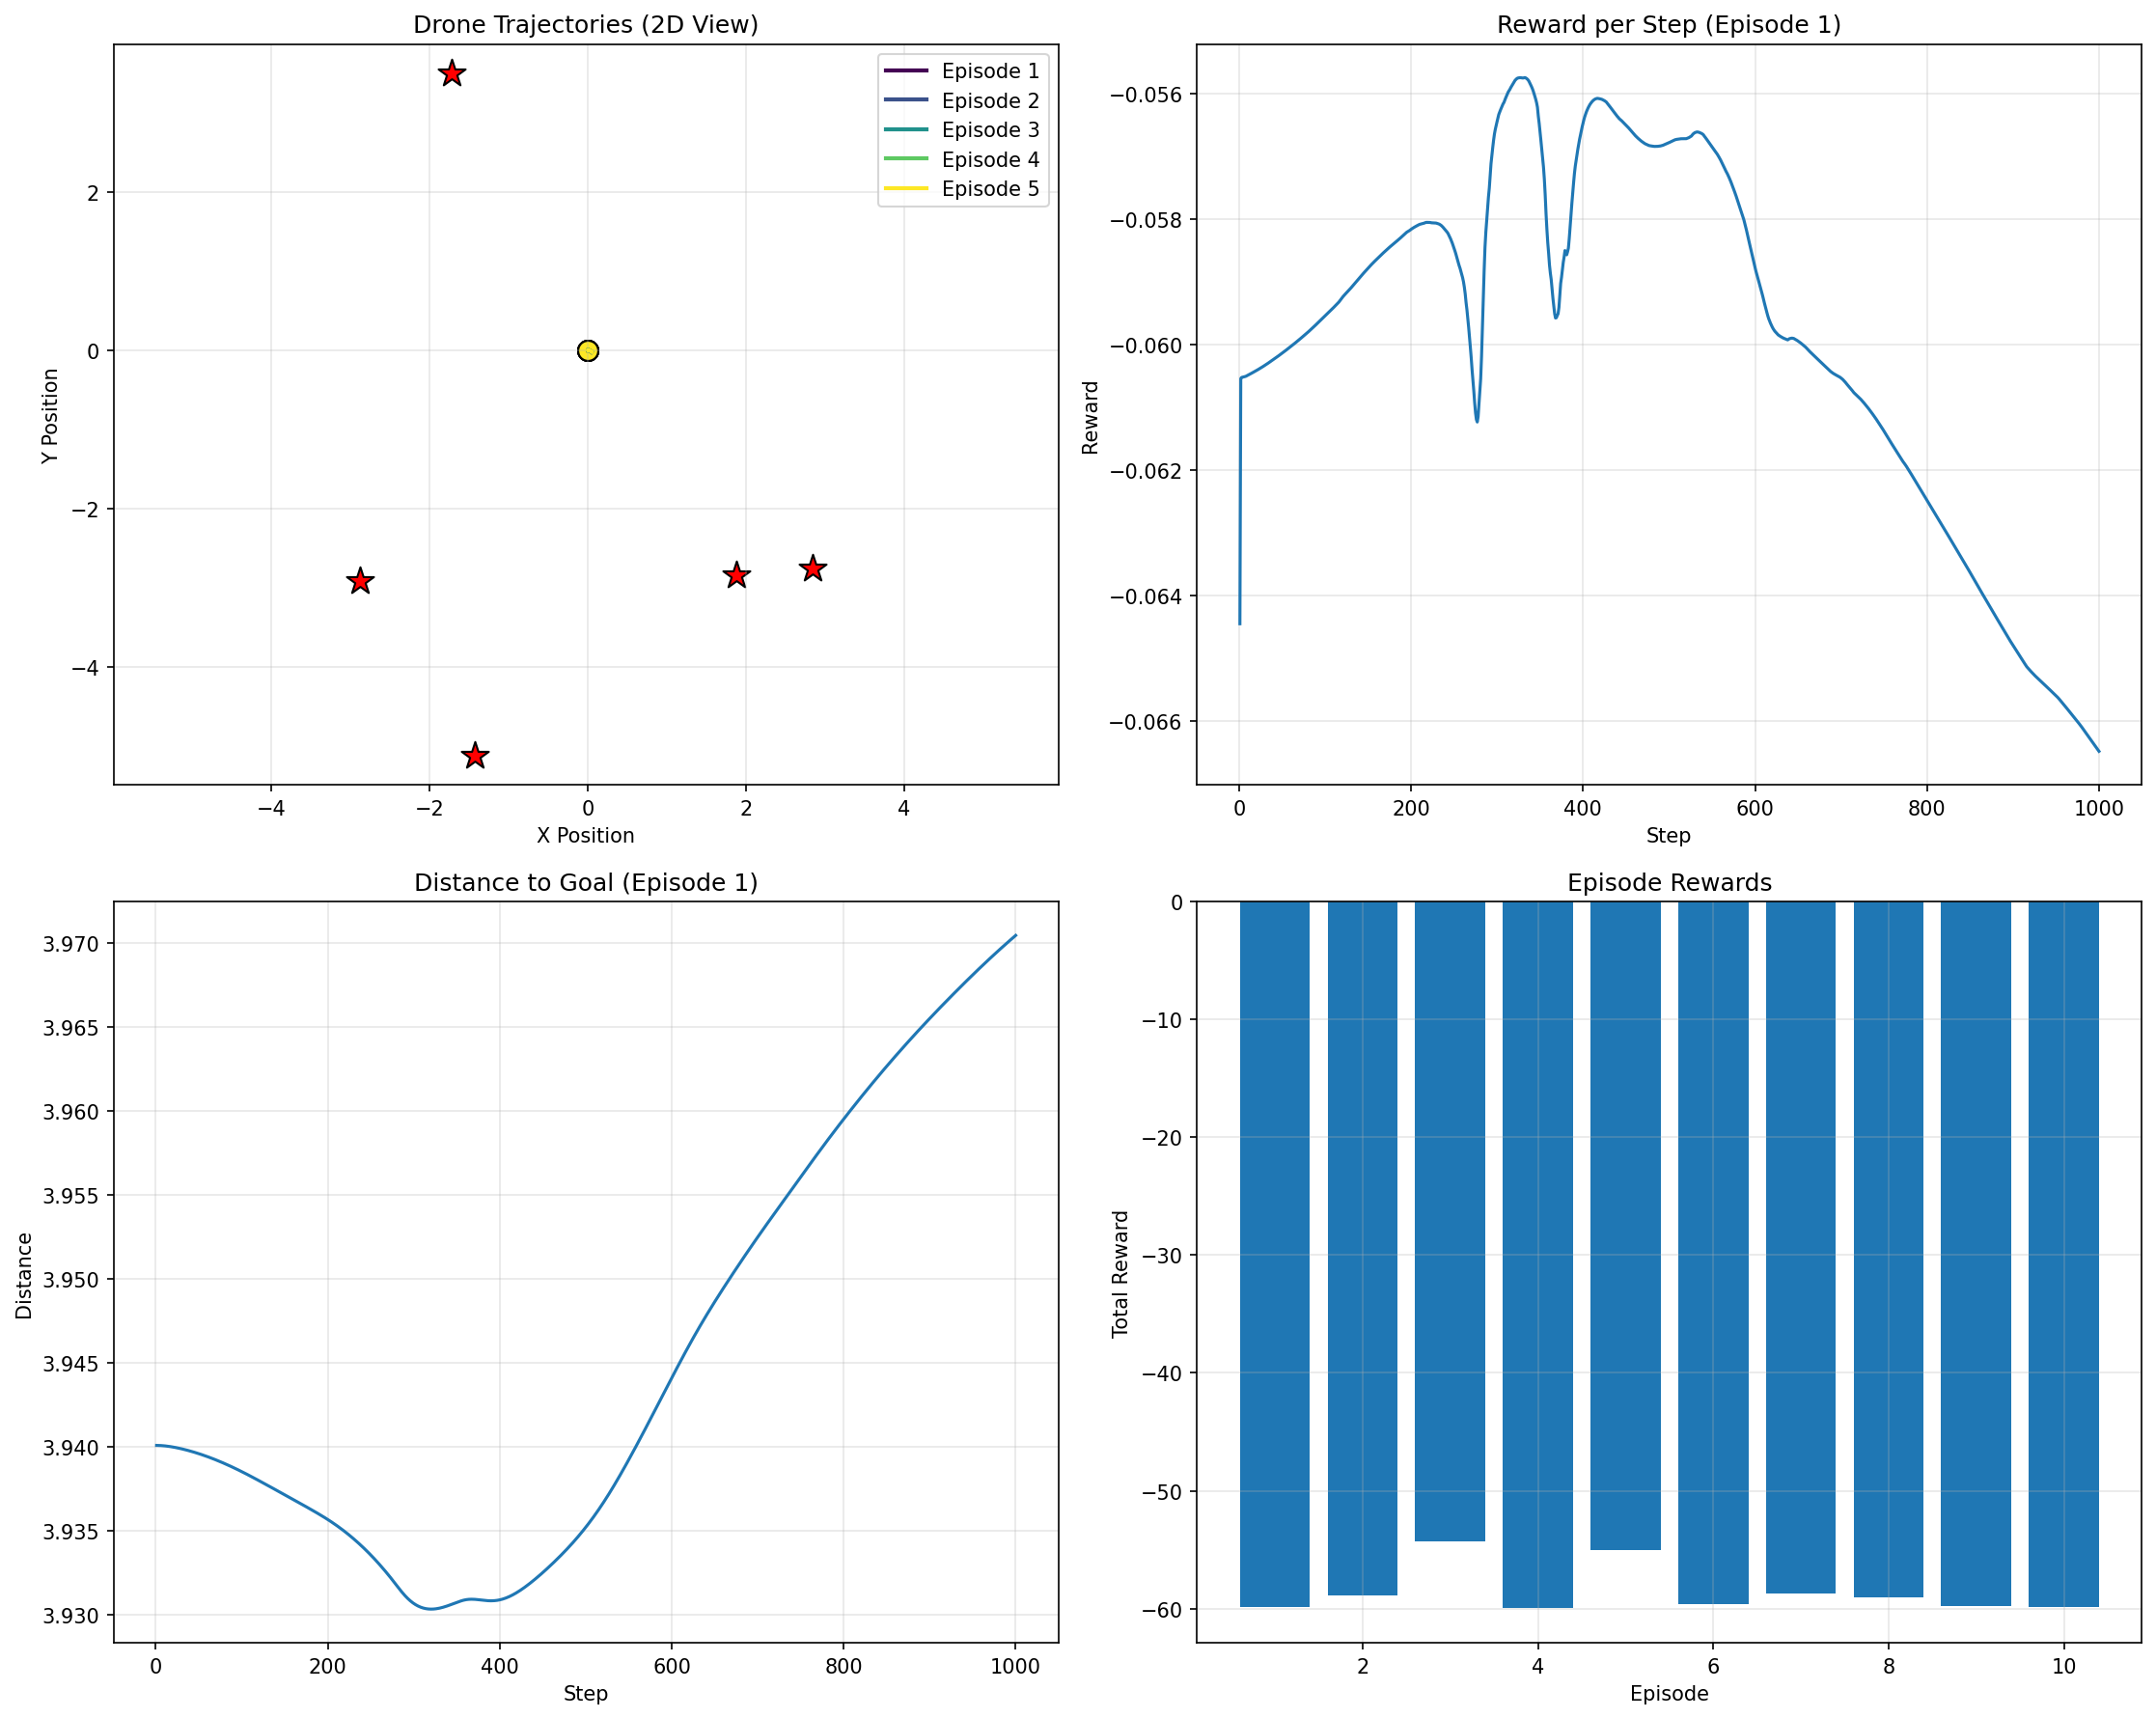 Drone Trajectories (2D View)
Episode 1
Episode 2
Episode 3
Episode 4
Episode 5
Y Position
2
0
−2
−4
−4
−2
0
2
4
X Position
Reward per Step (Episode 1)
Reward
−0.056
−0.058
−0.060
−0.062
−0.064
−0.066
0
200
400
600
800
1000
Step
Distance to Goal (Episode 1)
Distance
3.970
3.965
3.960
3.955
3.950
3.945
3.940
3.935
3.930
0
200
400
600
800
1000
Step
Episode Rewards
Total Reward
0
−10
−20
−30
−40
−50
−60
2
4
6
8
10
Episode